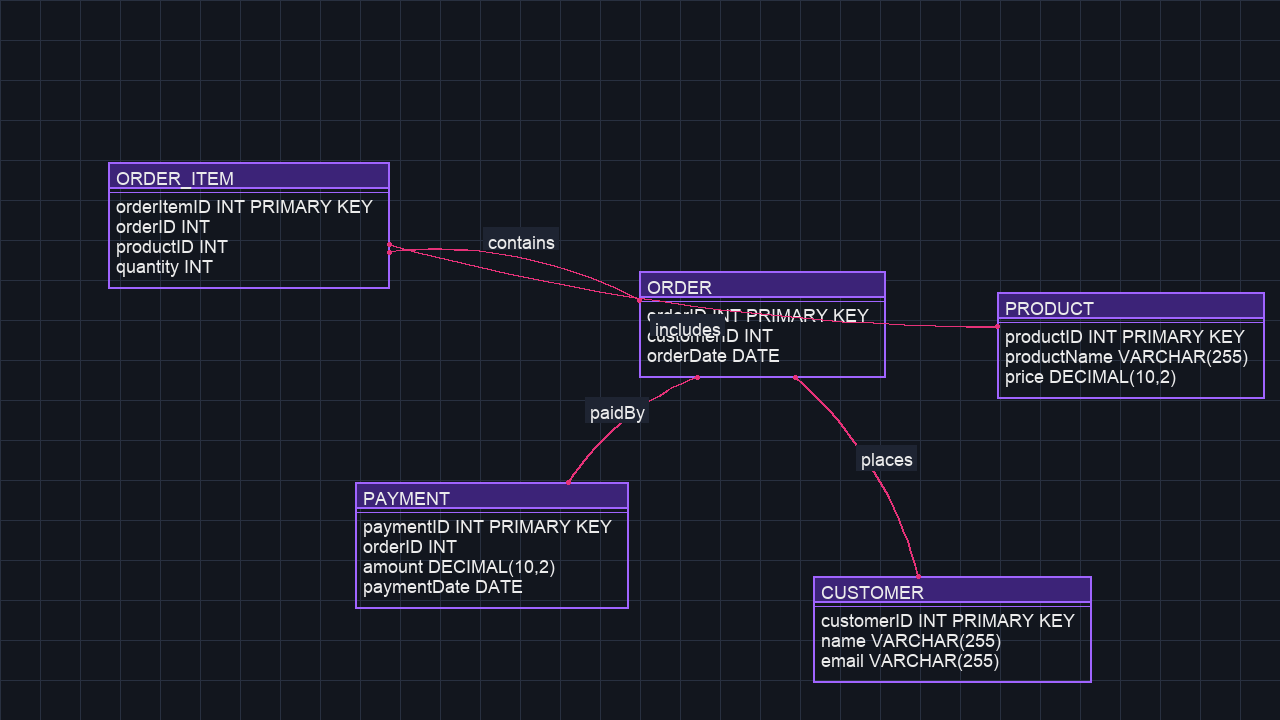 ORDER_ITEM
orderItemID INT PRIMARY KEY
orderID INT
productID INT
quantity INT
contains
ORDER
orderID INT PRIMARY KEY
includes
customerID INT
orderDate DATE
PRODUCT
productID INT PRIMARY KEY
productName VARCHAR(255)
price DECIMAL(10,2)
paidBy
places
PAYMENT
paymentID INT PRIMARY KEY
orderID INT
amount DECIMAL(10,2)
paymentDate DATE
CUSTOMER
customerID INT PRIMARY KEY
name VARCHAR(255)
email VARCHAR(255)